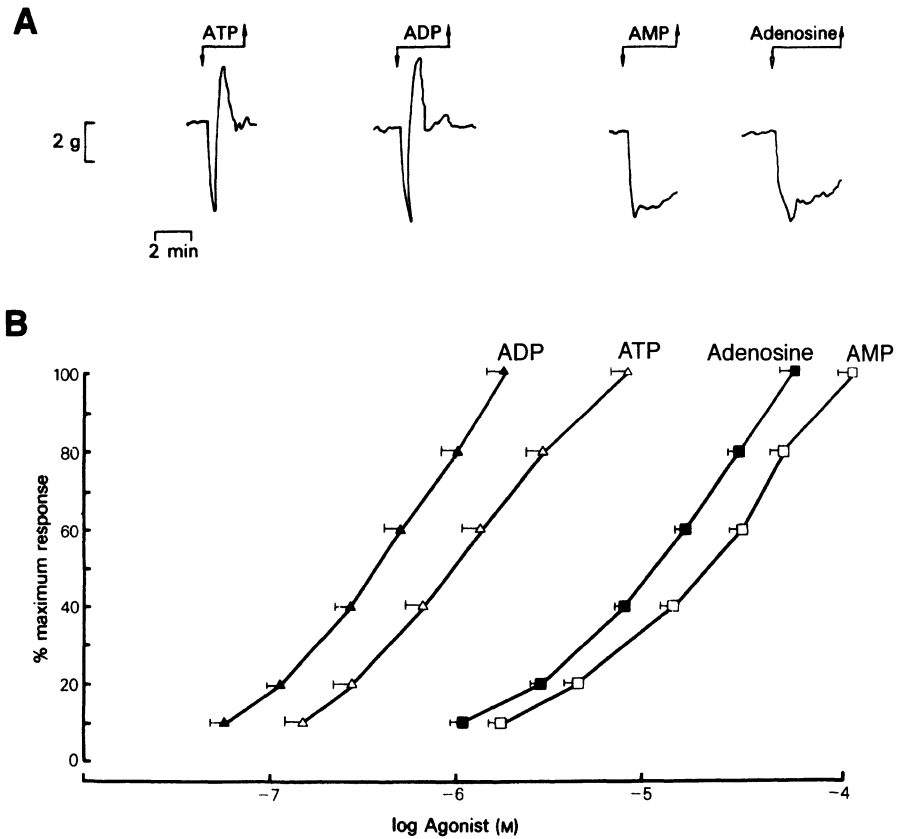 A
ATP ADP AMP Adenosine
2 g
2 min
B
ADP ATP Adenosine AMP
100
80
60
40
20
0
% maximum response
−7 −6 −5 −4
log Agonist (M)